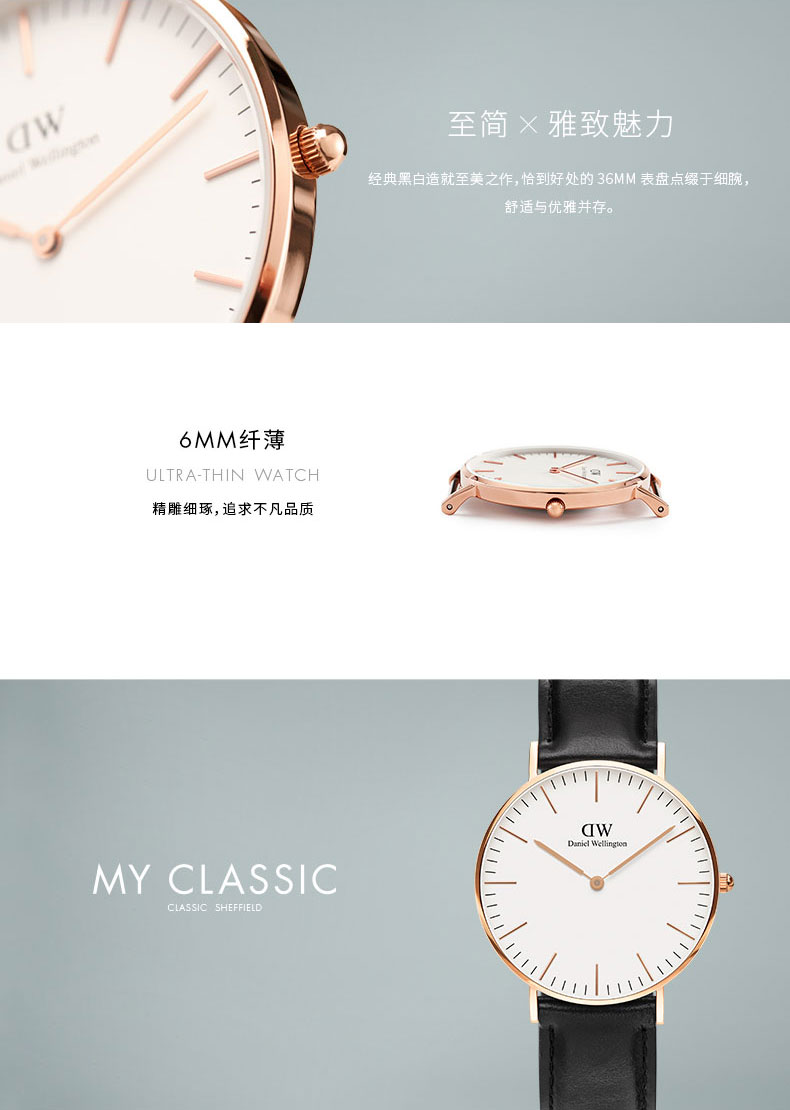 DW
Daniel Wellington
至简 × 雅致魅力
经典黑白造就至美之作,恰到好处的 36MM 表盘点缀于细腕,
舒适与优雅并存。
6MM纤薄
ULTRA-THIN WATCH
精雕细琢,追求不凡品质
DW
MY CLASSIC
CLASSIC SHEFFIELD
DW
Daniel Wellington